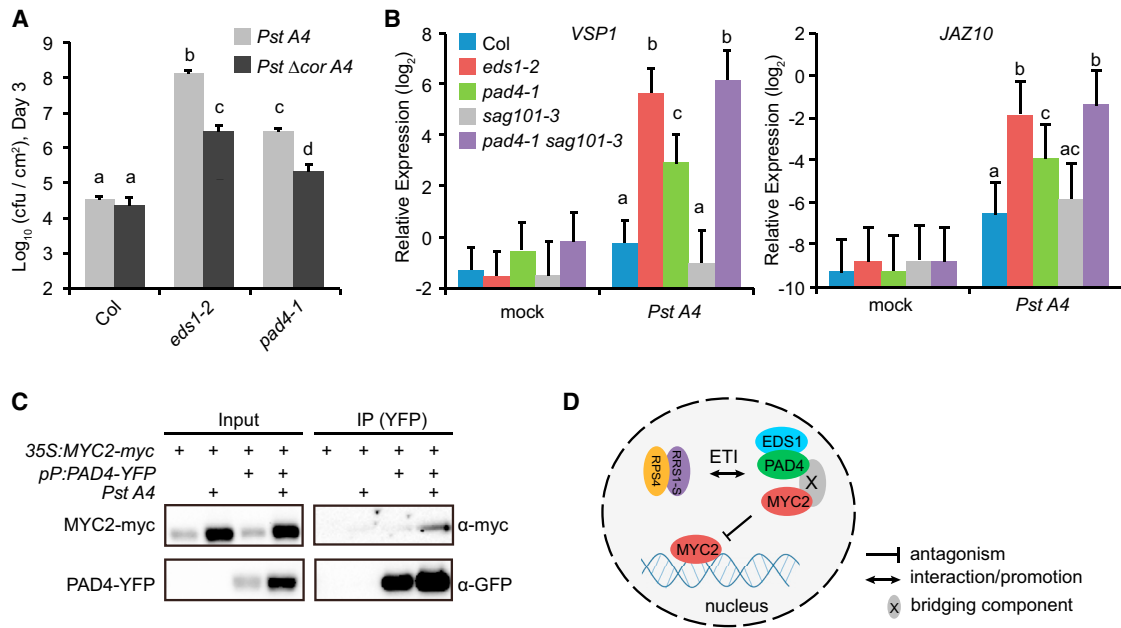 A
Log10 (cfu / cm2), Day 3
9
8
7
6
5
4
3
2
Pst A4
Pst Δcor A4
a
a
b
c
c
d
Col
eds1-2
pad4-1
B
VSP1
Relative Expression (log2)
8
6
4
2
0
-2
Col
eds1-2
pad4-1
sag101-3
pad4-1 sag101-3
a
b
c
a
b
mock
Pst A4
JAZ10
Relative Expression (log2)
2
0
-2
-4
-6
-8
-10
a
b
c
ac
b
mock
Pst A4
C
Input
IP (YFP)
35S:MYC2-myc + + + + + + + +
pP:PAD4-YFP + + + +
Pst A4 + + + +
MYC2-myc
α-myc
PAD4-YFP
α-GFP
D
RPS4
RRS1-S
ETI
EDS1
PAD4
X
MYC2
MYC2
nucleus
antagonism
interaction/promotion
X bridging component